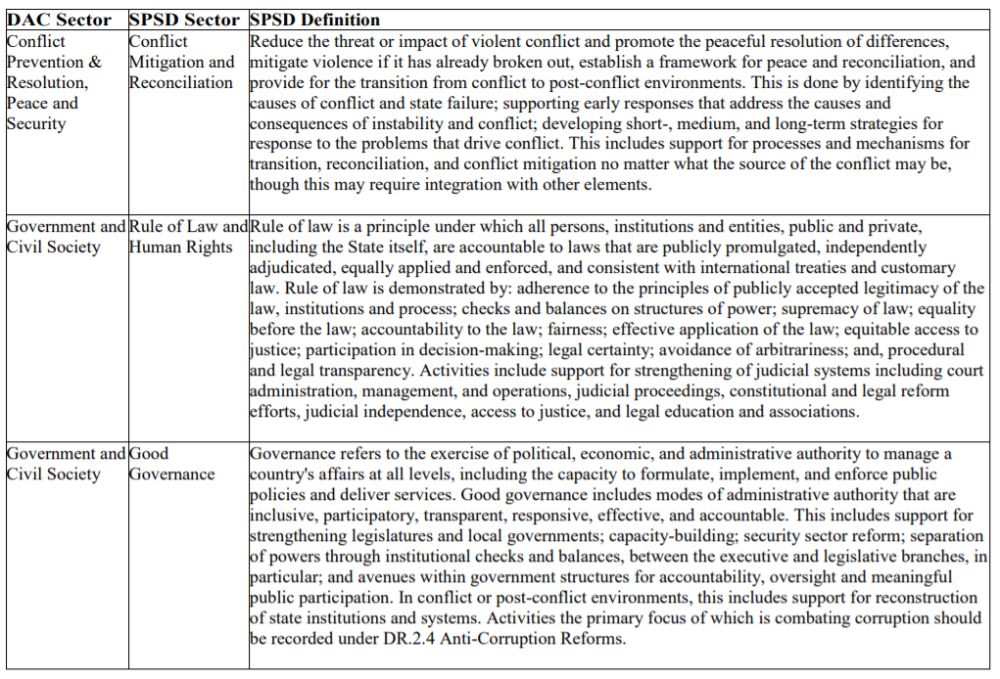 DAC Sector SPSD Sector SPSD Definition
Conflict
Prevention &
Resolution,
Peace and
Security
Conflict
Mitigation and
Reconciliation
Reduce the threat or impact of violent conflict and promote the peaceful resolution of differences,
mitigate violence if it has already broken out, establish a framework for peace and reconciliation, and
provide for the transition from conflict to post-conflict environments. This is done by identifying the
causes of conflict and state failure; supporting early responses that address the causes and
consequences of instability and conflict; developing short-, medium, and long-term strategies for
response to the problems that drive conflict. This includes support for processes and mechanisms for
transition, reconciliation, and conflict mitigation no matter what the source of the conflict may be,
though this may require integration with other elements.
Government and
Civil Society
Rule of Law and
Human Rights
Rule of law is a principle under which all persons, institutions and entities, public and private,
including the State itself, are accountable to laws that are publicly promulgated, independently
adjudicated, equally applied and enforced, and consistent with international treaties and customary
law. Rule of law is demonstrated by: adherence to the principles of publicly accepted legitimacy of the
law, institutions and process; checks and balances on structures of power; supremacy of law; equality
before the law; accountability to the law; fairness; effective application of the law; equitable access to
justice; participation in decision-making; legal certainty; avoidance of arbitrariness; and, procedural
and legal transparency. Activities include support for strengthening of judicial systems including court
administration, management, and operations, judicial proceedings, constitutional and legal reform
efforts, judicial independence, access to justice, and legal education and associations.
Government and
Civil Society
Good
Governance
Governance refers to the exercise of political, economic, and administrative authority to manage a
country's affairs at all levels, including the capacity to formulate, implement, and enforce public
policies and deliver services. Good governance includes modes of administrative authority that are
inclusive, participatory, transparent, responsive, effective, and accountable. This includes support for
strengthening legislatures and local governments; capacity-building; security sector reform; separation
of powers through institutional checks and balances, between the executive and legislative branches, in
particular; and avenues within government structures for accountability, oversight and meaningful
public participation. In conflict or post-conflict environments, this includes support for reconstruction
of state institutions and systems. Activities the primary focus of which is combating corruption should
be recorded under DR.2.4 Anti-Corruption Reforms.